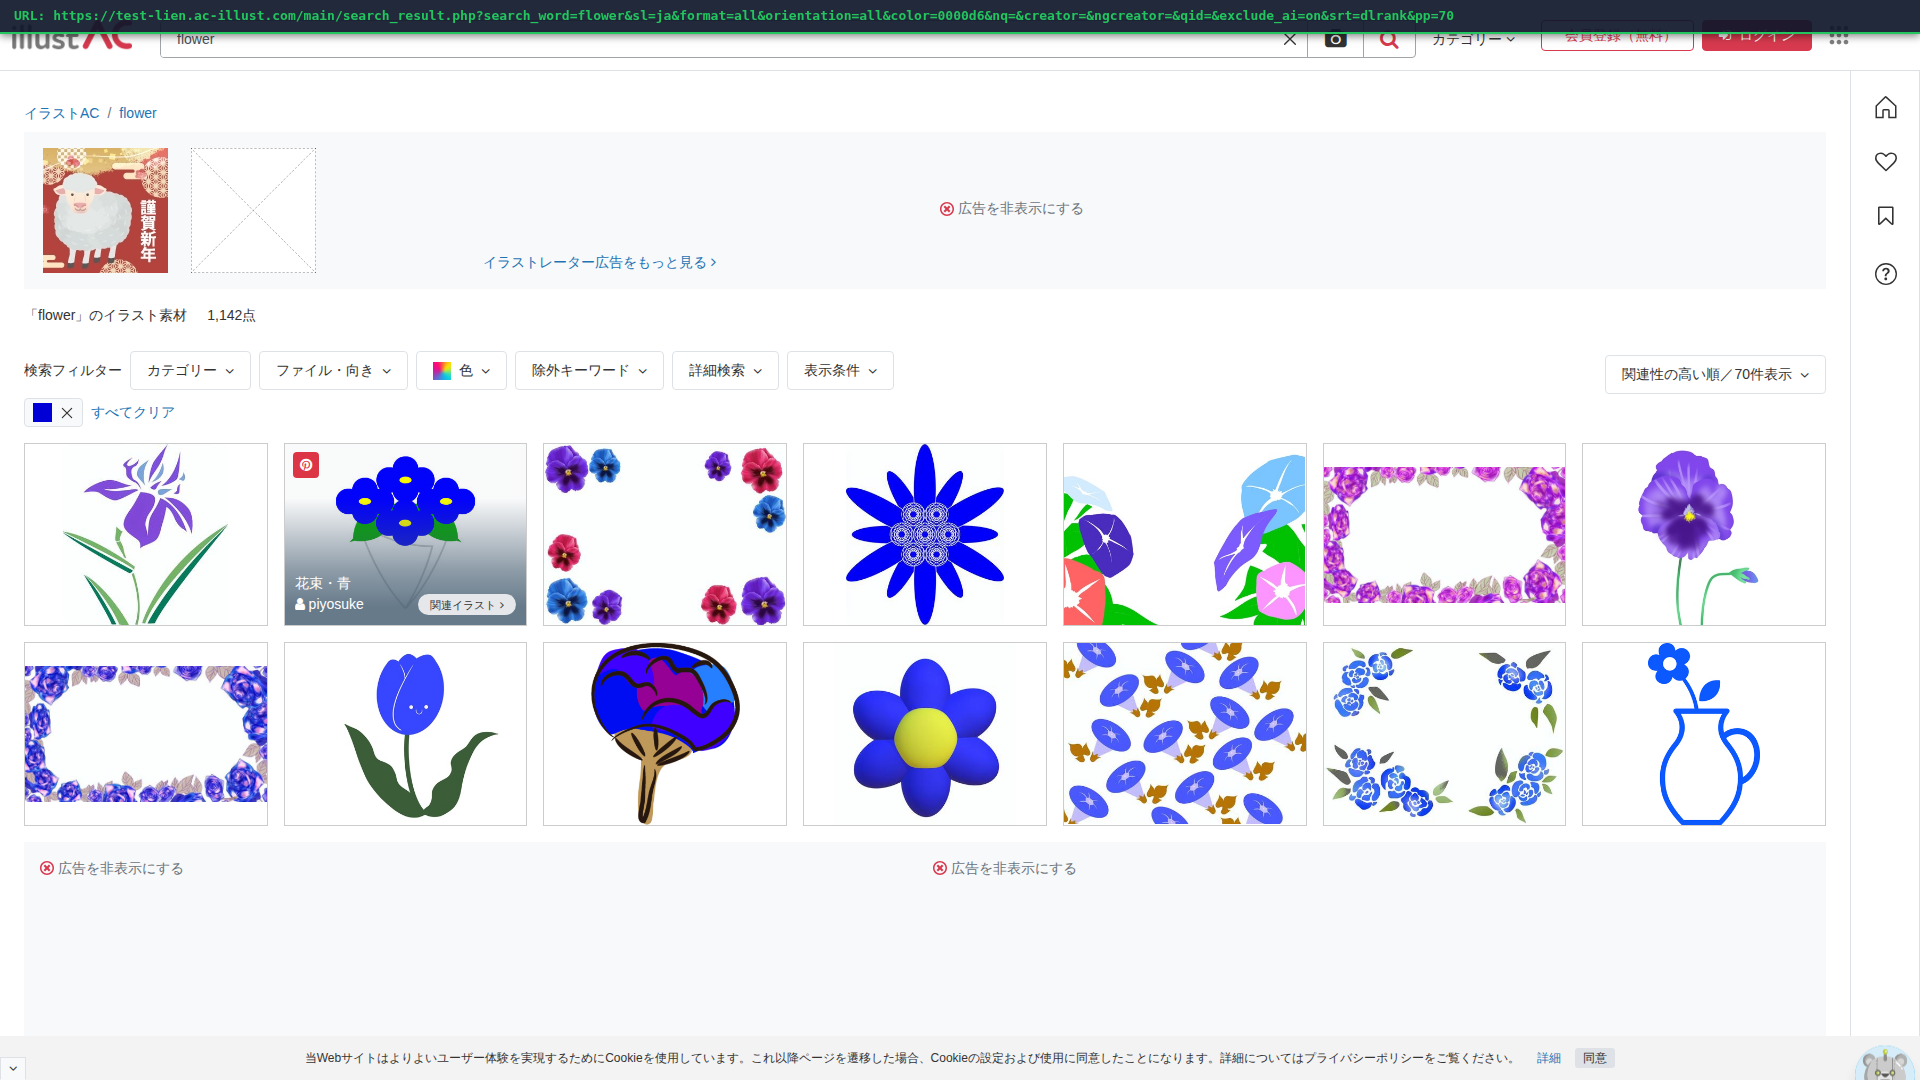 URL: https://test-lien.ac-illust.com/main/search_result.php?search_word=flower&sl=ja&format=all&orientation=all&color=0000d6&nq=&creator=&ngcreator=&qid=&exclude_ai=on&srt=dlrank&pp=70
illust AC
flower
カテゴリー
会員登録（無料）
ログイン
イラストAC / flower
謹賀新年
広告を非表示にする
イラストレーター広告をもっと見る
「flower」のイラスト素材 1,142点
検索フィルター カテゴリー ファイル・向き 色 除外キーワード 詳細検索 表示条件
関連性の高い順／70件表示
すべてクリア
花束・青
piyosuke
関連イラスト
広告を非表示にする
広告を非表示にする
当Webサイトはよりよいユーザー体験を実現するためにCookieを使用しています。これ以降ページを遷移した場合、Cookieの設定および使用に同意したことになります。詳細についてはプライバシーポリシーをご覧ください。 詳細 同意